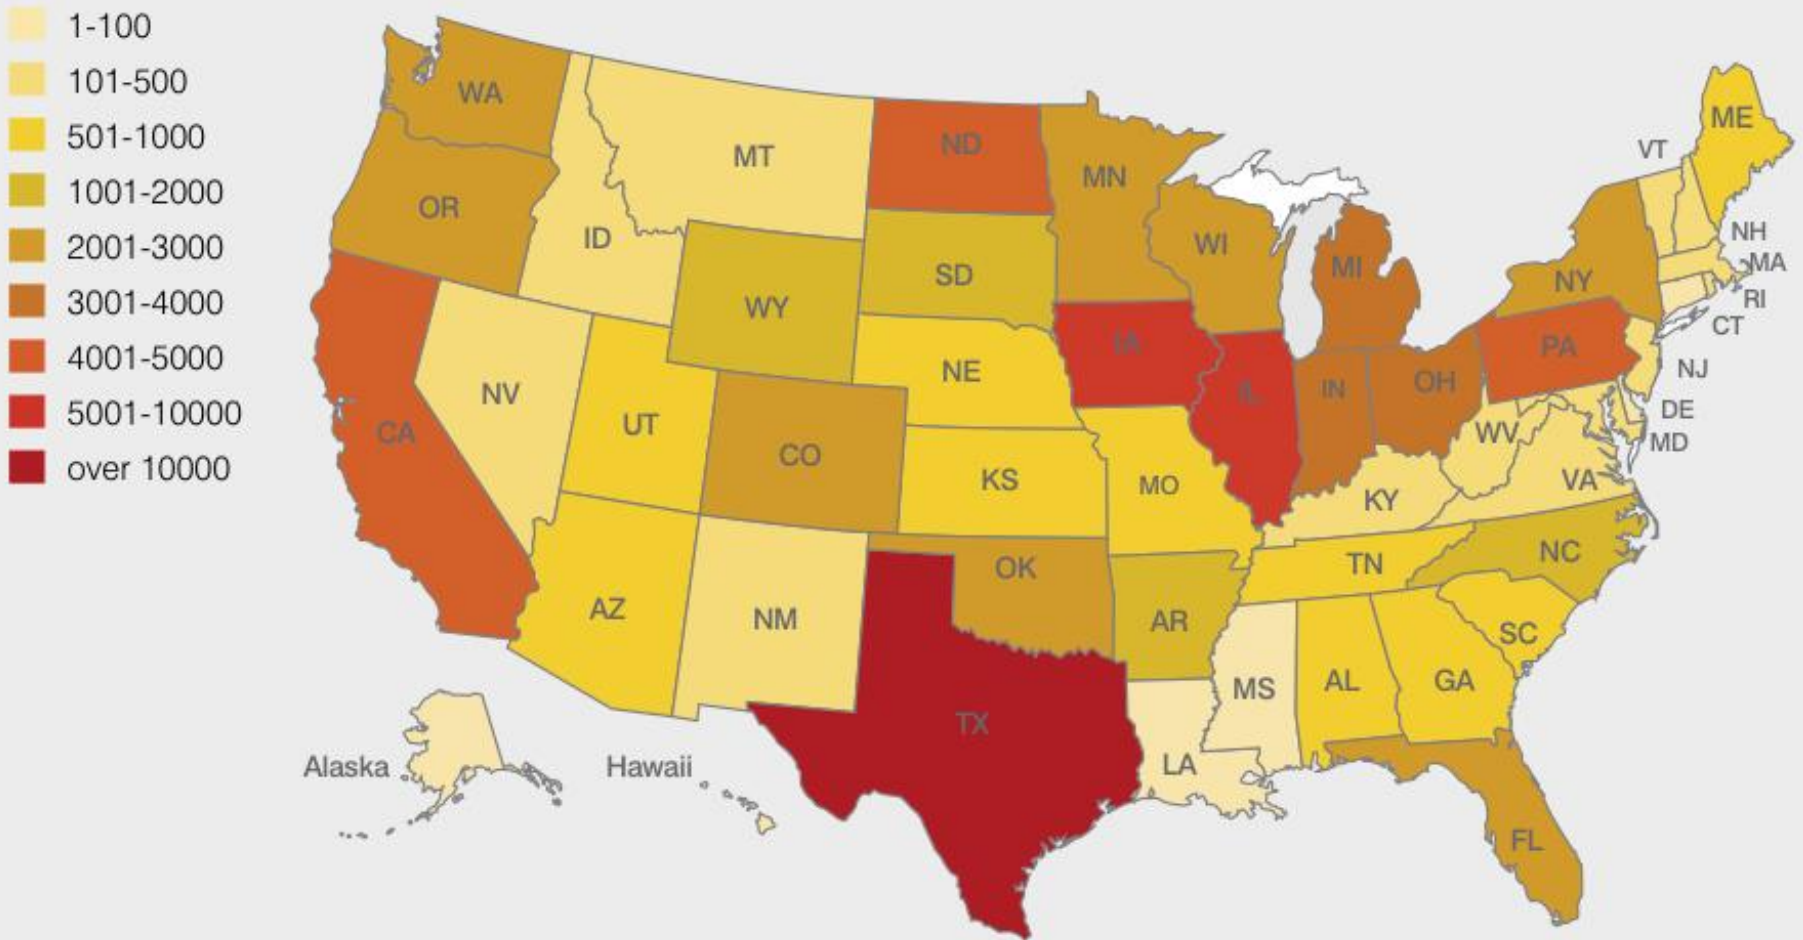 1-100
101-500
501-1000
1001-2000
2001-3000
3001-4000
4001-5000
5001-10000
over 10000
WA
OR
CA
NV
ID
MT
WY
UT
AZ
CO
NM
ND
SD
NE
KS
OK
TX
MN
IA
MO
AR
LA
WI
IL
MI
IN
OH
KY
TN
MS
AL
GA
FL
SC
NC
VA
WV
PA
NY
VT
ME
NH
MA
RI
CT
NJ
DE
MD
Alaska
Hawaii